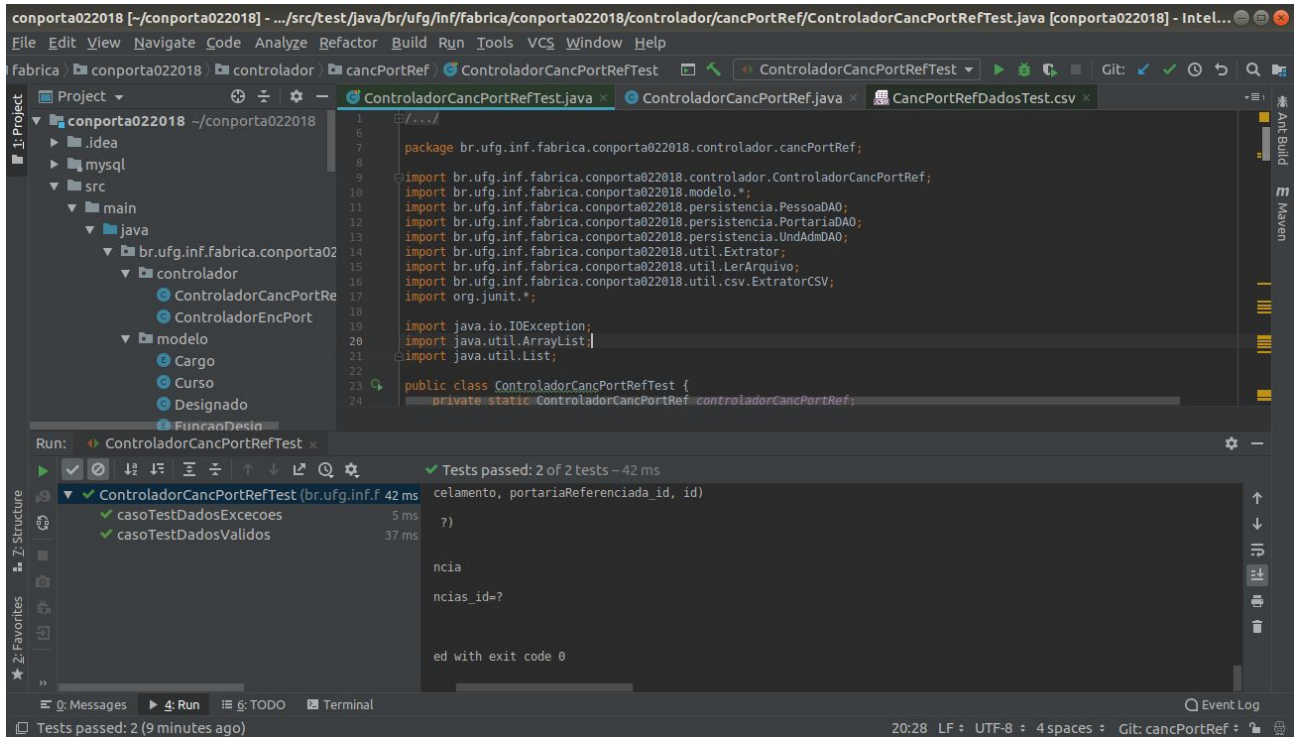 conporta022018 [~/conporta022018] - .../src/test/java/br/ufg/inf/fabrica/conporta022018/controlador/cancPortRef/ControladorCancPortRefTest.java [conporta022018] - Intel...
File Edit View Navigate Code Analyze Refactor Build Run Tools VCS Window Help
fabrica conporta022018 controlador cancPortRef ControladorCancPortRefTest ControladorCancPortRefTest Git:
1: Project
Project
ControladorCancPortRefTest.java × ControladorCancPortRef.java × CancPortRefDadosTest.csv ×
Ant Build
Maven
conporta022018 ~/conporta022018
.idea
mysql
src
main
java
br.ufg.inf.fabrica.conporta02
controlador
ControladorCancPortRe
ControladorEncPort
modelo
Cargo
Curso
Designado
FuncaoDesig
1 /.../
6
7 package br.ufg.inf.fabrica.conporta022018.controlador.cancPortRef;
8
9 import br.ufg.inf.fabrica.conporta022018.controlador.ControladorCancPortRef;
10 import br.ufg.inf.fabrica.conporta022018.modelo.*;
11 import br.ufg.inf.fabrica.conporta022018.persistencia.PessoaDAO;
12 import br.ufg.inf.fabrica.conporta022018.persistencia.PortariaDAO;
13 import br.ufg.inf.fabrica.conporta022018.persistencia.UndAdmDAO;
14 import br.ufg.inf.fabrica.conporta022018.util.Extrator;
15 import br.ufg.inf.fabrica.conporta022018.util.LerArquivo;
16 import br.ufg.inf.fabrica.conporta022018.util.csv.ExtratorCSV;
17 import org.junit.*;
18
19 import java.io.IOException;
20 import java.util.ArrayList;
21 import java.util.List;
22
23 public class ControladorCancPortRefTest {
24 private static ControladorCancPortRef controladorCancPortRef;
Run: ControladorCancPortRefTest ×
Tests passed: 2 of 2 tests – 42 ms
ControladorCancPortRefTest (br.ufg.inf.f 42 ms
casoTestDadosExcecoes 5 ms
casoTestDadosValidos 37 ms
celamento, portariaReferenciada_id, id)
?)
ncia
ncias_id=?
ed with exit code 0
Z: Structure
2: Favorites
0: Messages 4: Run 6: TODO Terminal Event Log
Tests passed: 2 (9 minutes ago) 20:28 LF UTF-8 4 spaces Git: cancPortRef